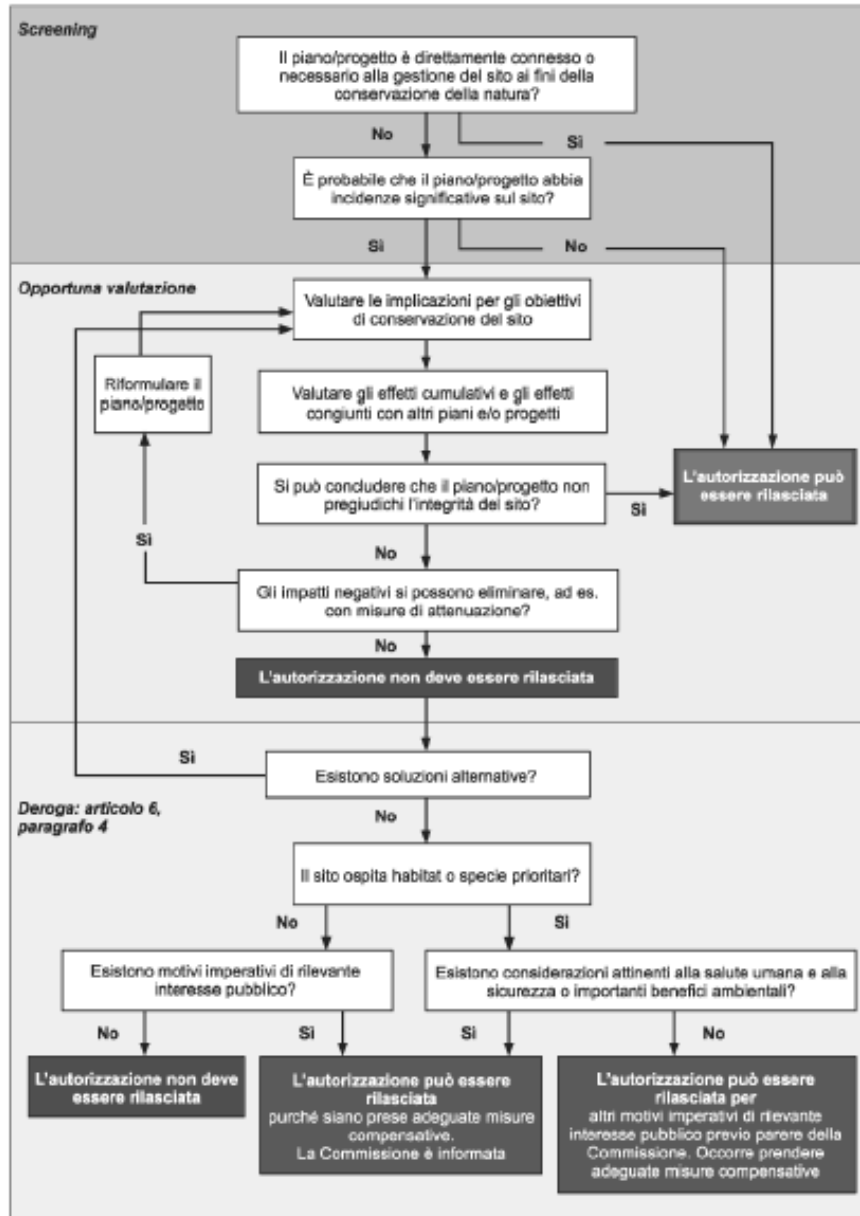 Screening
Il piano/progetto è direttamente connesso o
necessario alla gestione del sito ai fini della
conservazione della natura?
No
Sì
È probabile che il piano/progetto abbia
incidenze significative sul sito?
Sì
No
Opportuna valutazione
Valutare le implicazioni per gli obiettivi
di conservazione del sito
Riformulare il
piano/progetto
Valutare gli effetti cumulativi e gli effetti
congiunti con altri piani e/o progetti
L'autorizzazione può
essere rilasciata
Si può concludere che il piano/progetto non
pregiudichi l'integrità del sito?
Sì
Sì
No
Gli impatti negativi si possono eliminare, ad es.
con misure di attenuazione?
No
L'autorizzazione non deve essere rilasciata
Sì
Esistono soluzioni alternative?
Deroga: articolo 6,
paragrafo 4
No
Il sito ospita habitat o specie prioritari?
No
Sì
Esistono motivi imperativi di rilevante
interesse pubblico?
Esistono considerazioni attinenti alla salute umana e alla
sicurezza o importanti benefici ambientali?
No
Sì
Sì
No
L'autorizzazione non deve
essere rilasciata
L'autorizzazione può essere
rilasciata
purché siano prese adeguate misure
compensative.
La Commissione è informata
L'autorizzazione può essere
rilasciata per
altri motivi imperativi di rilevante
interesse pubblico previo parere della
Commissione. Occorre prendere
adeguate misure compensative